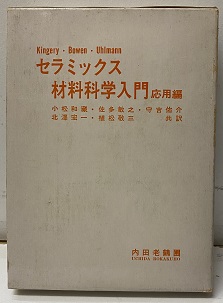 Kingery・Bowen・Uhlmann
セラミックス
材料科学入門 応用編
小松和藏・佐多敏之・守吉佑介
北澤宏一・植松敬三 共訳
内田老鶴圃
UCHIDA ROKAKUHO